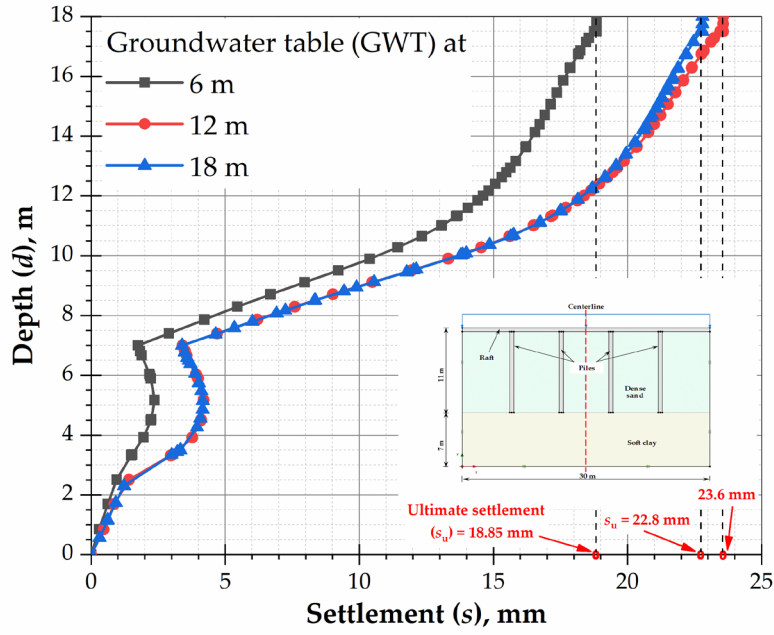 Groundwater table (GWT) at
6 m
12 m
18 m
18
16
14
12
10
8
6
4
2
0
Depth (d), m
Centerline
Raft
Piles
Dense
sand
11 m
Soft clay
7 m
30 m
Ultimate settlement
(su) = 18.85 mm
su = 22.8 mm
23.6 mm
0
5
10
15
20
25
Settlement (s), mm